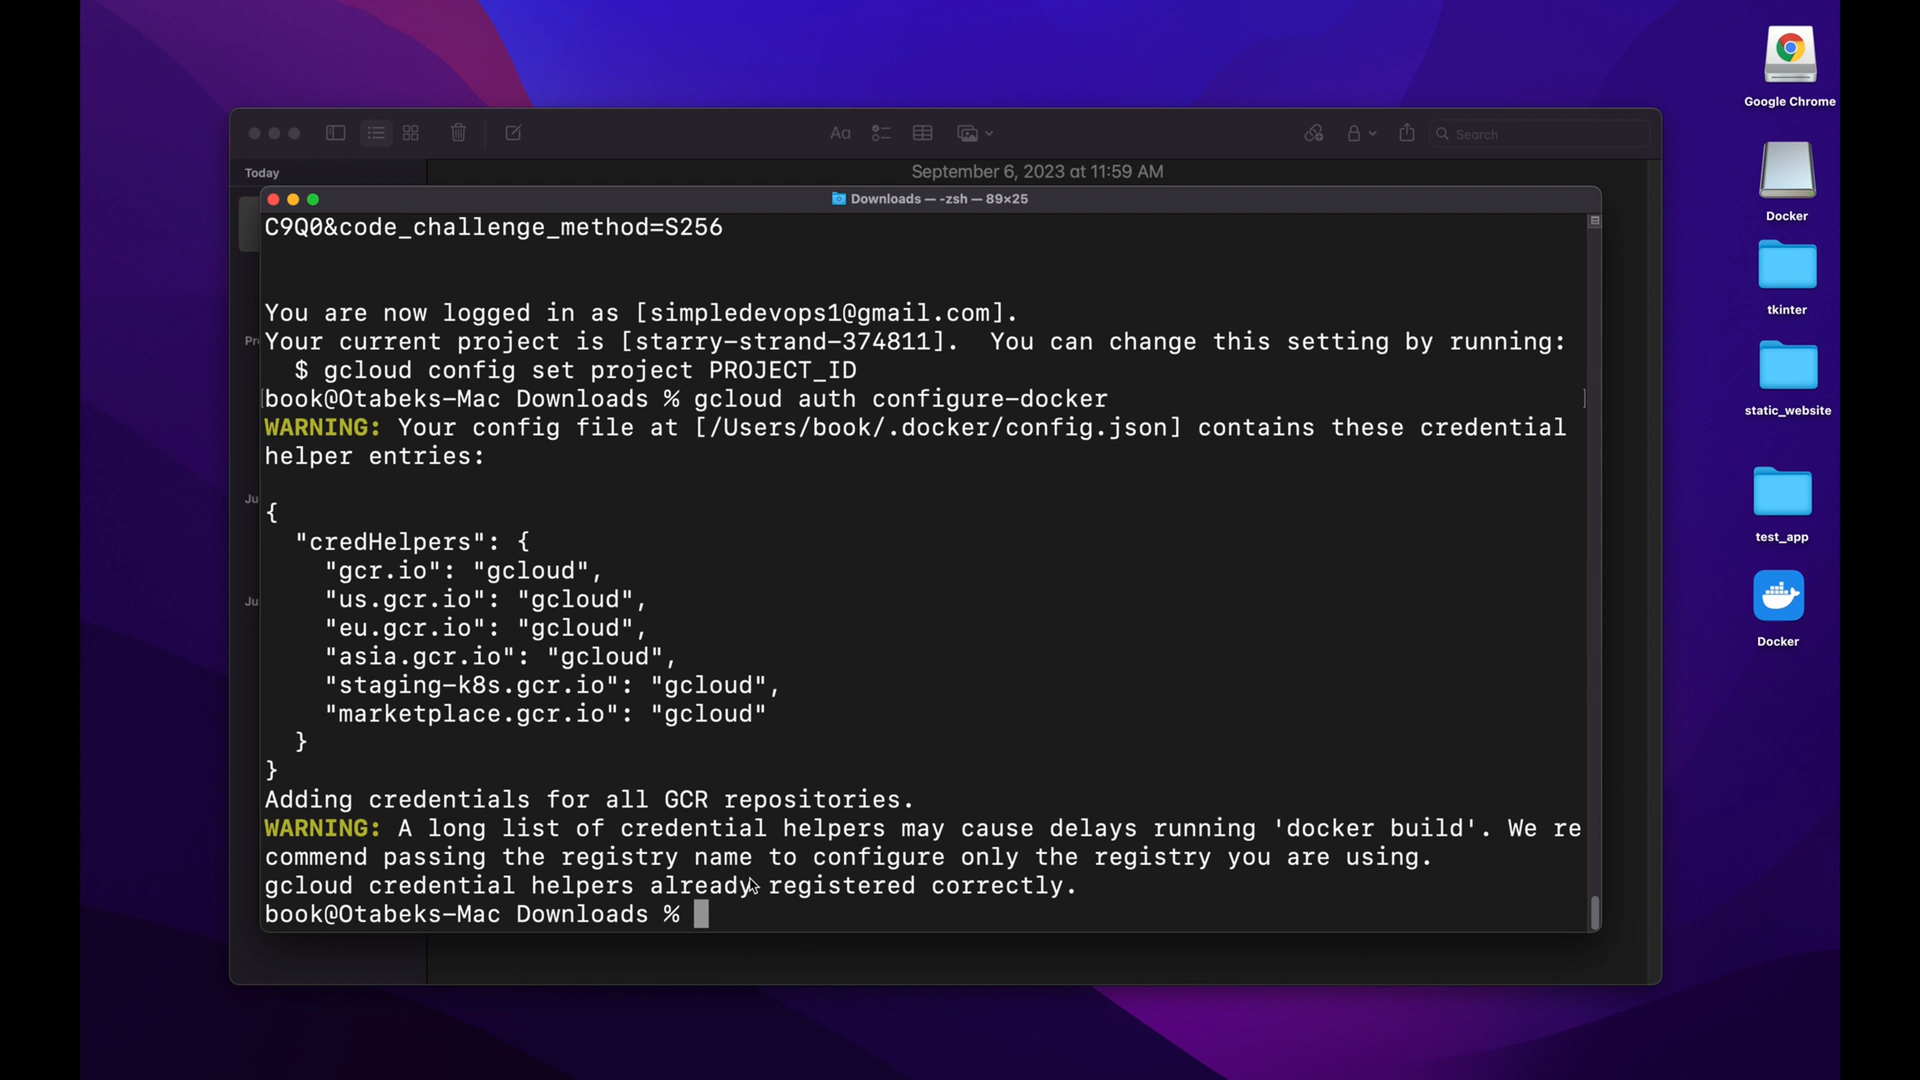 Google Chrome
Aa
Search
Today
September 6, 2023 at 11:59 AM
Docker
Downloads — -zsh — 89×25
C9Q0&code_challenge_method=S256
You are now logged in as [simpledevops1@gmail.com].
Your current project is [starry-strand-374811].  You can change this setting by running:
  $ gcloud config set project PROJECT_ID
book@Otabeks-Mac Downloads % gcloud auth configure-docker
WARNING: Your config file at [/Users/book/.docker/config.json] contains these credential
helper entries:
{
  "credHelpers": {
    "gcr.io": "gcloud",
    "us.gcr.io": "gcloud",
    "eu.gcr.io": "gcloud",
    "asia.gcr.io": "gcloud",
    "staging-k8s.gcr.io": "gcloud",
    "marketplace.gcr.io": "gcloud"
  }
}
Adding credentials for all GCR repositories.
WARNING: A long list of credential helpers may cause delays running 'docker build'. We re
commend passing the registry name to configure only the registry you are using.
gcloud credential helpers already registered correctly.
book@Otabeks-Mac Downloads %
Pr
Ju
Ju
tkinter
static_website
test_app
Docker